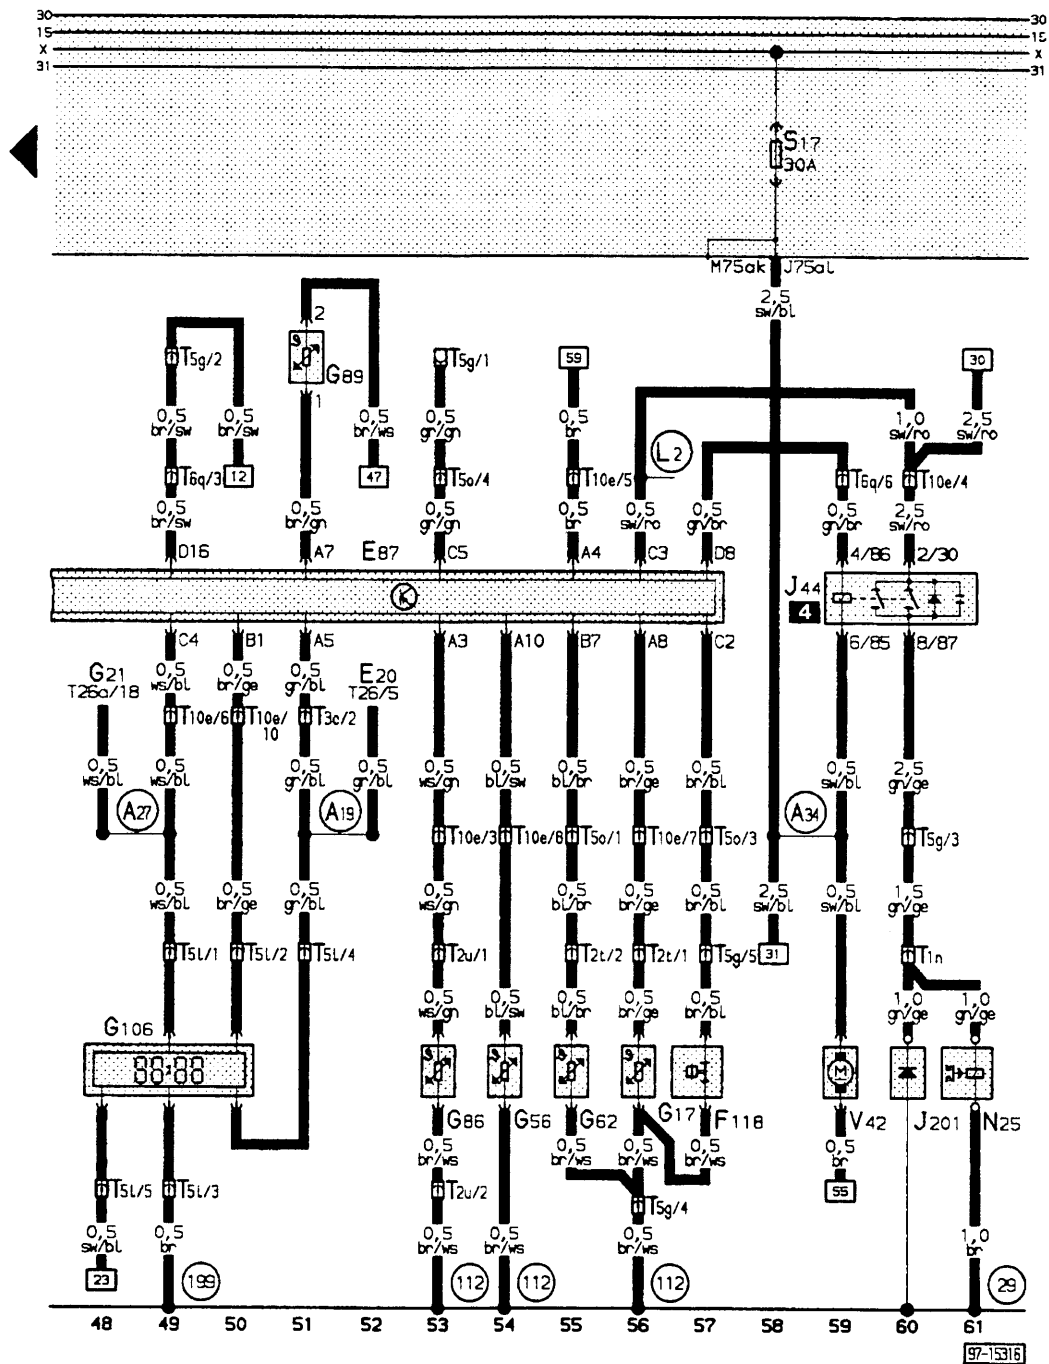 30 30
15 15
X X
31 31
S17
30A
M75ak J75al
2,5
sw/bl
2
T5g/2 G89 T5g/1 59 30
1
0,5 0,5 0,5 0,5 0,5 1,0 2,5
br/sw br/sw br/ws gr/gn br sw/ro sw/ro
L2
T6q/3 12 47 T5o/4 T10e/5 T6q/6 T10e/4
0,5 0,5 0,5 0,5 0,5 0,5 0,5 2,5
br/sw br/gn gr/gn br sw/ro gr/br gr/br sw/ro
D16 A7 E87 C5 A4 C3 D8 4/86 2/30
J44
4
C4 B1 A5 A3 A10 B7 A8 C2 6/85 8/87
G21 0,5 0,5 0,5 E20
T26a/18 ws/bl br/ge gr/bl T26/5
T10e/6 T10e/10 T3c/2
0,5 0,5 0,5 0,5 0,5 0,5 0,5 0,5 0,5 0,5 2,5
ws/bl ws/bl gr/bl gr/bl ws/gn bl/sw bl/br br/ge br/bl sw/bl gr/ge
A27 A19 A34
T10e/3 T10e/8 T5o/1 T10e/7 T5o/3 T5g/3
0,5 0,5 0,5 0,5 0,5 0,5 0,5 2,5 0,5 1,5
ws/bl br/ge gr/bl ws/gn bl/br br/ge br/bl sw/bl sw/bl gr/ge
T5l/1 T5l/2 T5l/4 T2u/1 T2t/2 T2t/1 T5g/5 31 T1n
0,5 0,5 0,5 0,5 0,5 1,0 1,0
ws/gn bl/sw bl/br br/ge br/bl gr/ge gr/ge
G106
88:88
M
G86 G56 G62 G17 F118 V42 J201 N25
0,5 0,5 0,5 0,5 0,5
br/ws br/ws br/ws br/ws br
T5l/5 T5l/3 T2u/2 T5g/4 55
0,5 0,5 0,5 0,5 0,5 1,0
sw/bl br br/ws br/ws br/ws br
23 199 112 112 112 29
48 49 50 51 52 53 54 55 56 57 58 59 60 61
97-15316